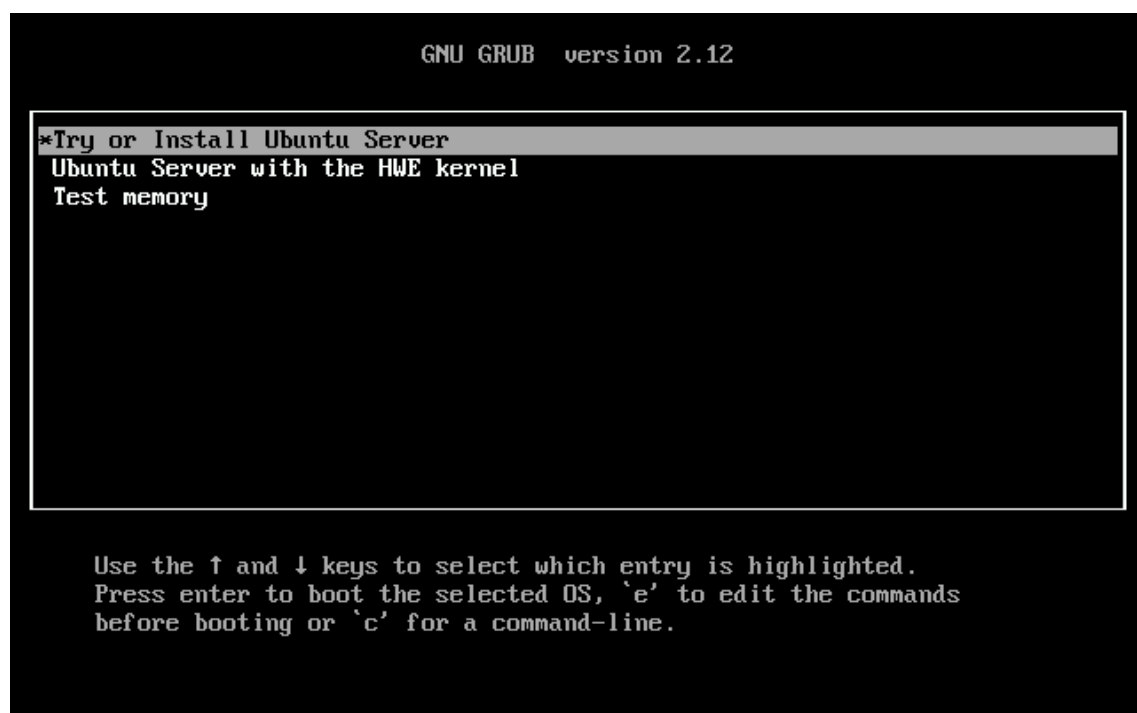 GNU GRUB version 2.12
*Try or Install Ubuntu Server
Ubuntu Server with the HWE kernel
Test memory
Use the ↑ and ↓ keys to select which entry is highlighted.
Press enter to boot the selected OS, `e' to edit the commands
before booting or `c' for a command-line.